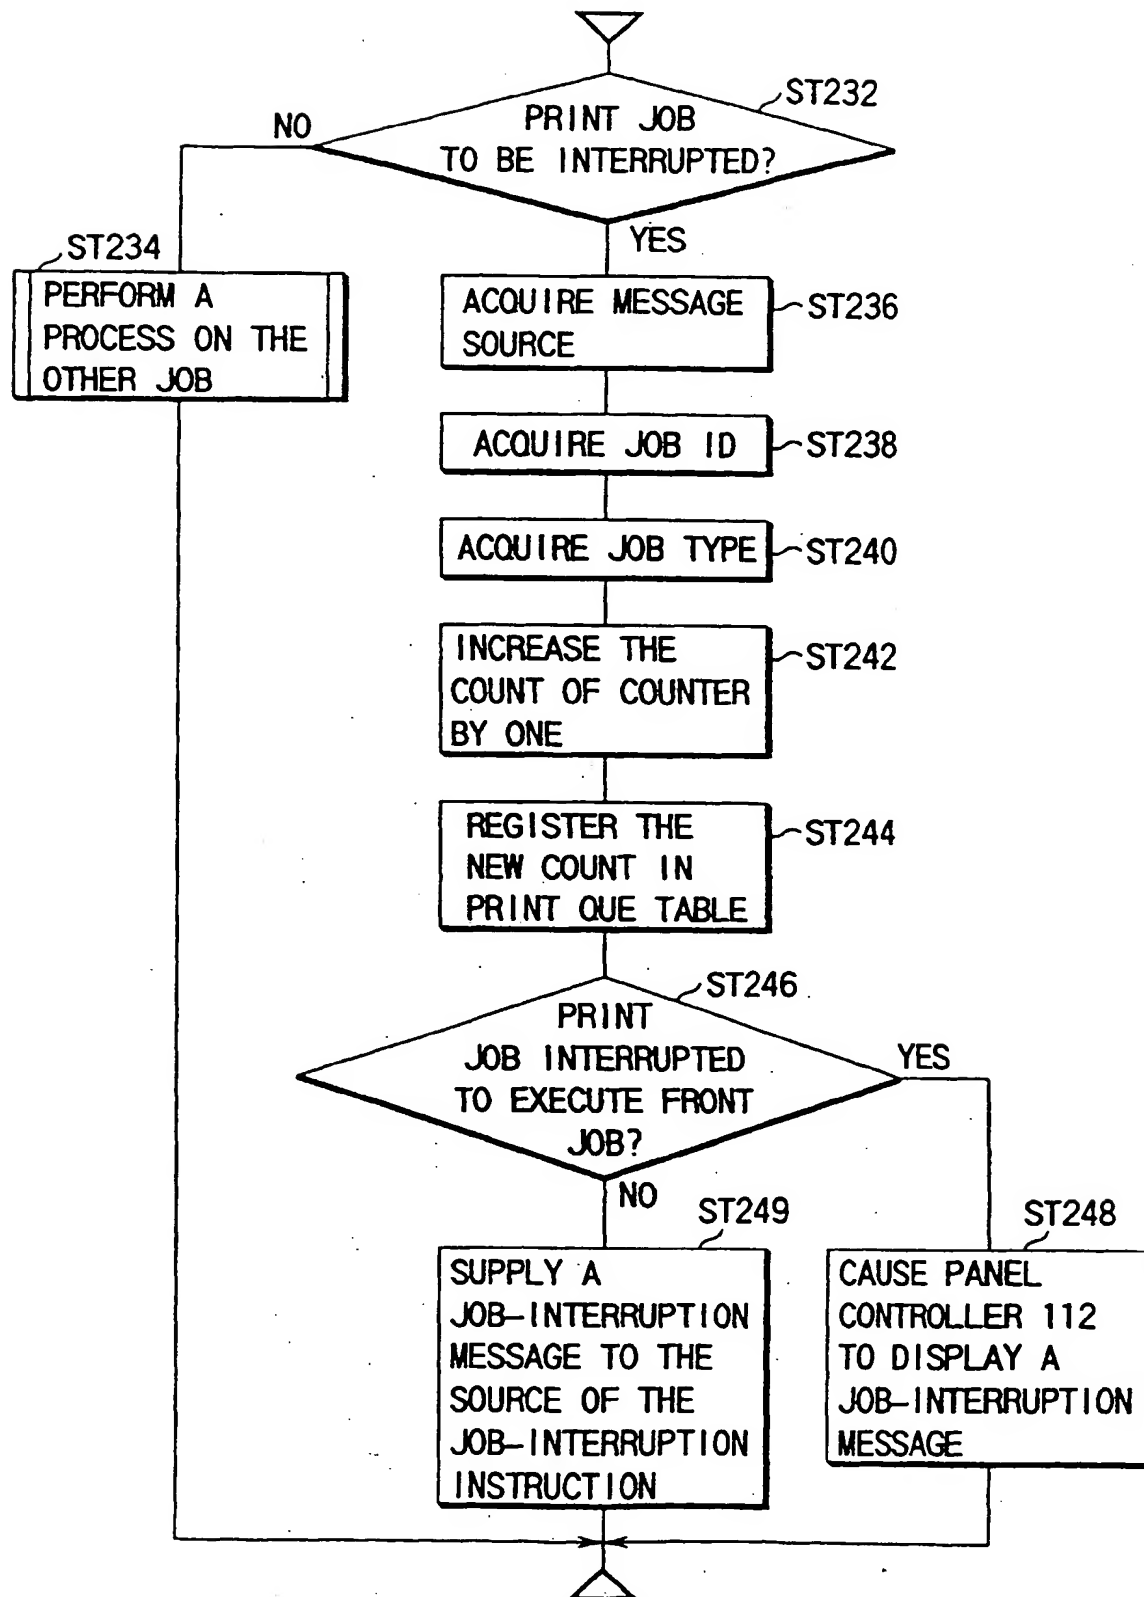 ST232
PRINT JOB
TO BE INTERRUPTED?
NO
YES
ST234
PERFORM A
PROCESS ON THE
OTHER JOB
ACQUIRE MESSAGE
SOURCE
ST236
ACQUIRE JOB ID
ST238
ACQUIRE JOB TYPE
ST240
INCREASE THE
COUNT OF COUNTER
BY ONE
ST242
REGISTER THE
NEW COUNT IN
PRINT QUE TABLE
ST244
ST246
PRINT
JOB INTERRUPTED
TO EXECUTE FRONT
JOB?
YES
NO
ST249
SUPPLY A
JOB-INTERRUPTION
MESSAGE TO THE
SOURCE OF THE
JOB-INTERRUPTION
INSTRUCTION
ST248
CAUSE PANEL
CONTROLLER 112
TO DISPLAY A
JOB-INTERRUPTION
MESSAGE